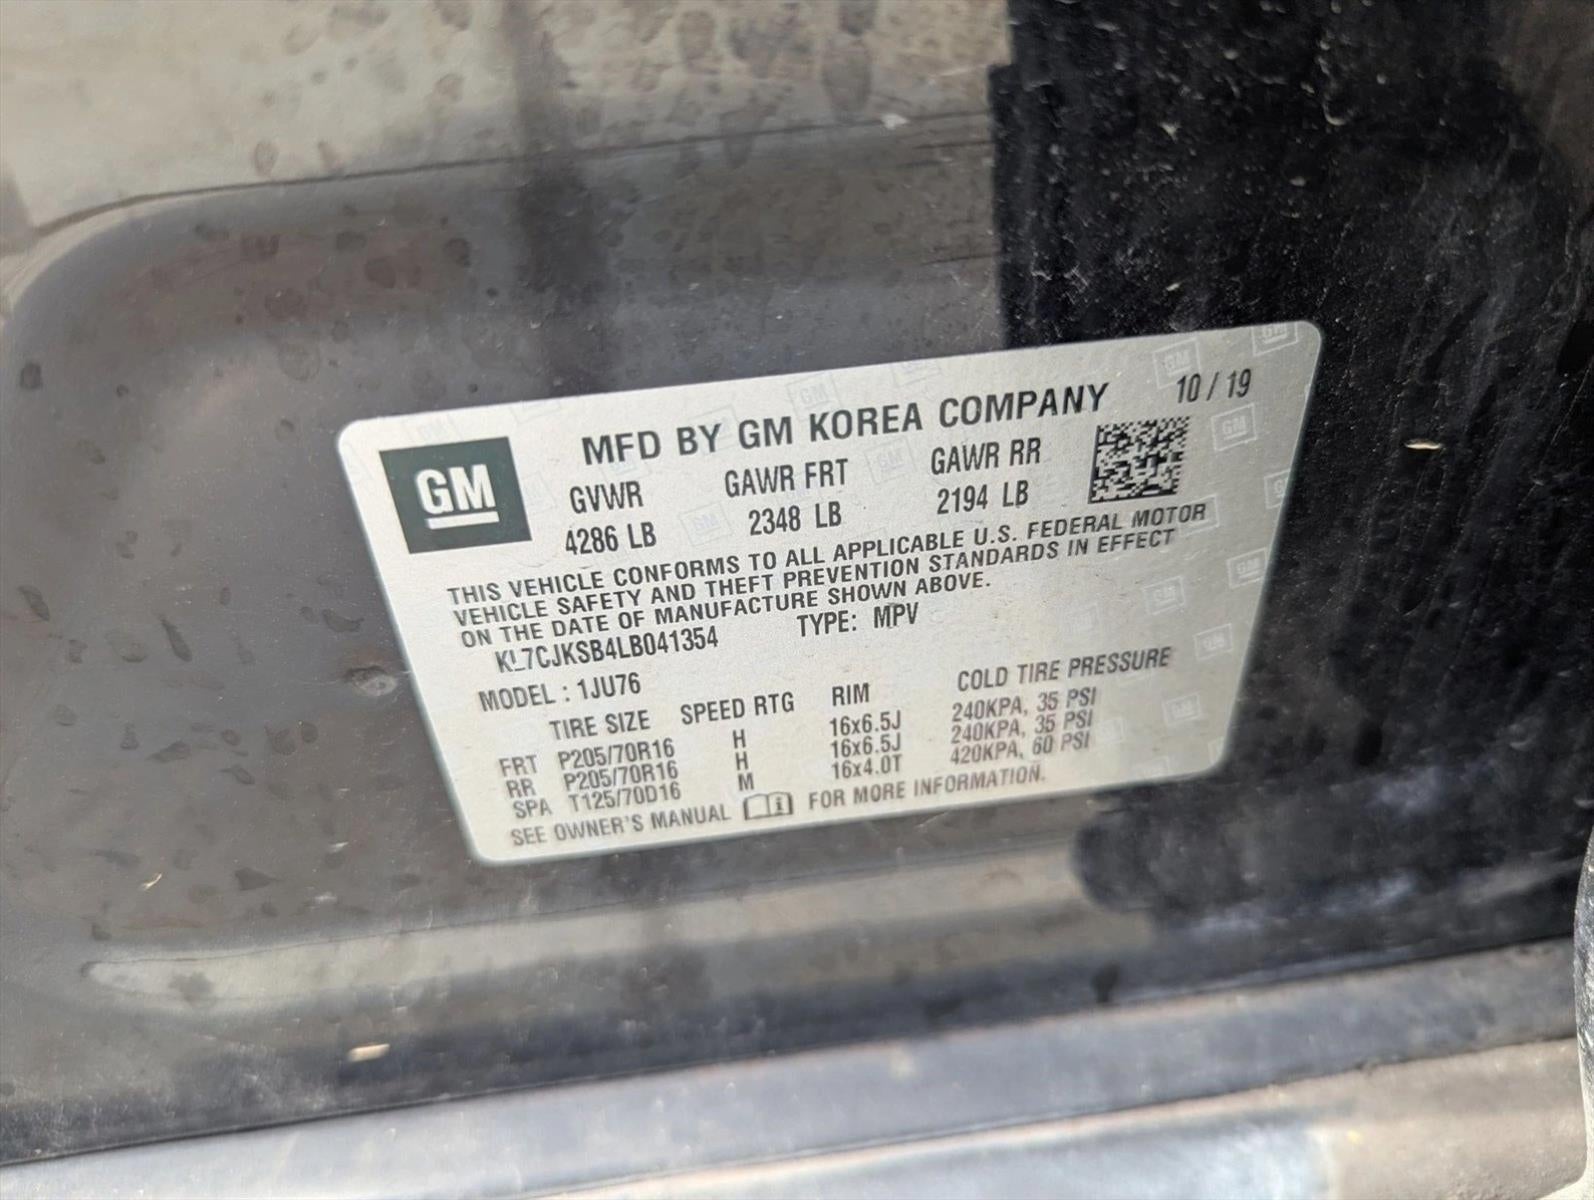 GM
MFD BY GM KOREA COMPANY 10 / 19
GVWR GAWR FRT GAWR RR
4286 LB 2348 LB 2194 LB
THIS VEHICLE CONFORMS TO ALL APPLICABLE U.S. FEDERAL MOTOR
VEHICLE SAFETY AND THEFT PREVENTION STANDARDS IN EFFECT
ON THE DATE OF MANUFACTURE SHOWN ABOVE.
KL7CJKSB4LB041354 TYPE: MPV
MODEL : 1JU76
TIRE SIZE SPEED RTG RIM COLD TIRE PRESSURE
FRT P205/70R16 H 16x6.5J 240KPA, 35 PSI
RR P205/70R16 H 16x6.5J 240KPA, 35 PSI
SPA T125/70D16 M 16x4.0T 420KPA, 60 PSI
SEE OWNER'S MANUAL FOR MORE INFORMATION.